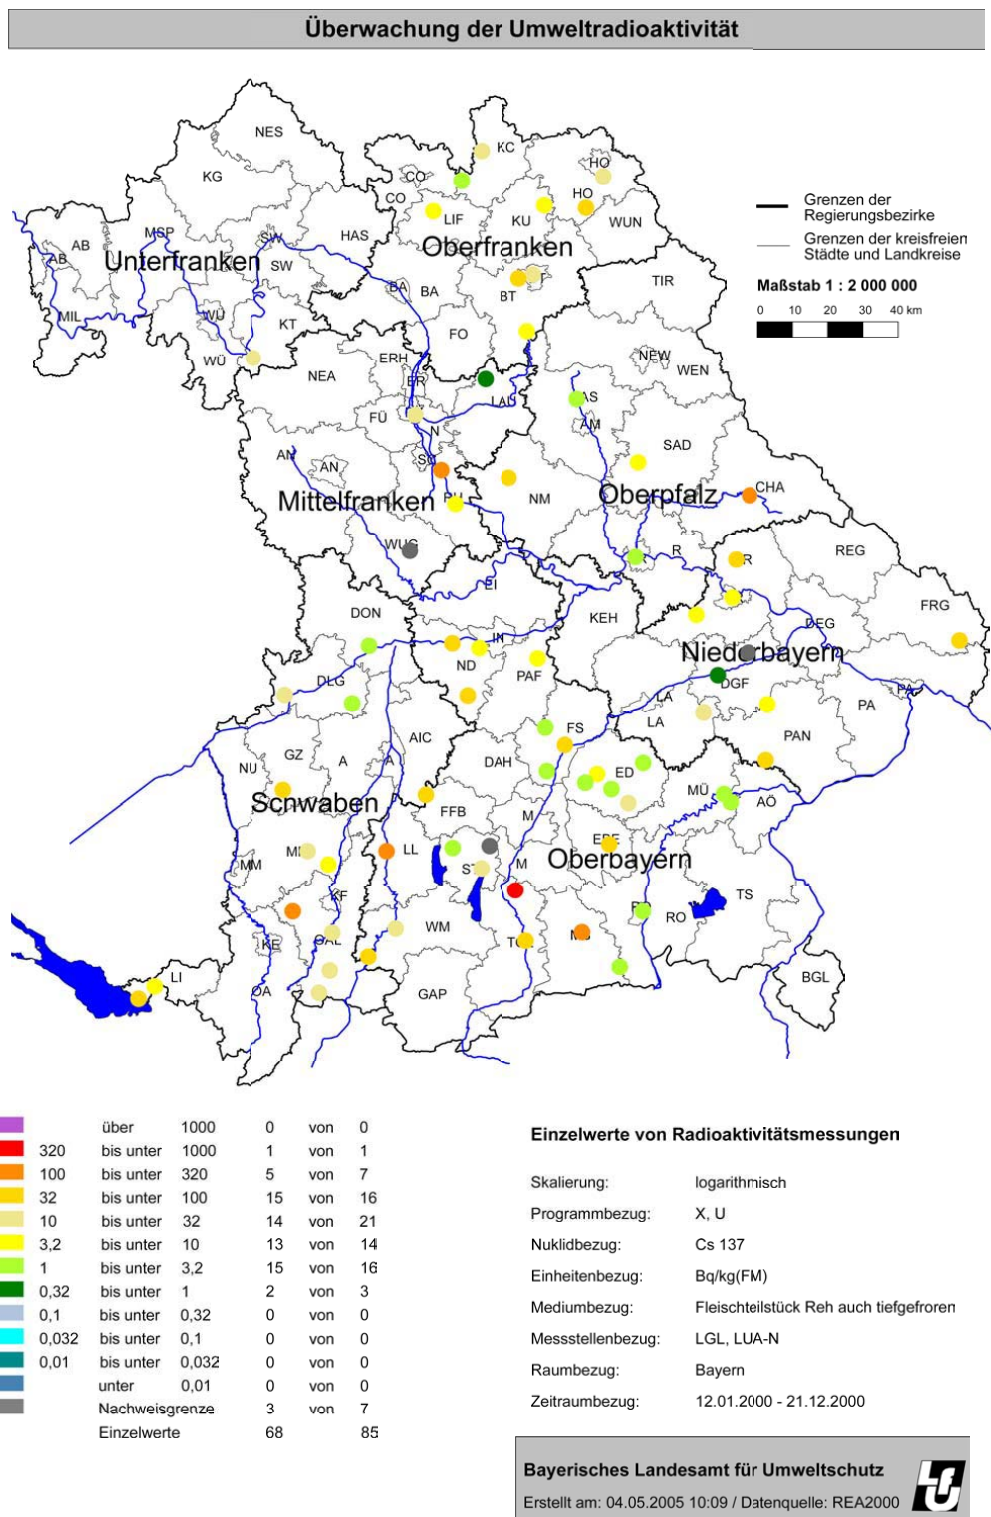 Überwachung der Umweltradioaktivität
NES
KC
KG
CO
HO
CO
HO
LIF
KU
WUN
AB
MSP
SW
HAS
Oberfranken
AB
Unterfranken
SW
TIR
BA
BA
BT
MIL
WÜ
KT
FO
WÜ
ERH
NEW
NEA
ER
WEN
LAU
AS
FÜ
N
AM
SAD
AN
AN
SC
CHA
Mittelfranken
NM
Oberpfalz
WUG
R
R
REG
EI
DON
KEH
FRG
DEG
IN
ND
Niederbayern
PAF
DLG
DGF
PA
LA
PA
LA
AIC
FS
PAN
NU
GZ
A
A
DAH
ED
MÜ
AÖ
Schwaben
FFB
M
EBE
LL
M
Oberbayern
MM
TS
KF
RO
WM
KE
OAL
LI
OA
GAP
BGL
Grenzen der
Regierungsbezirke
Grenzen der kreisfreien
Städte und Landkreise
Maßstab 1 : 2 000 000
0 10 20 30 40 km
über 1000 0 von 0
320 bis unter 1000 1 von 1
100 bis unter 320 5 von 7
32 bis unter 100 15 von 16
10 bis unter 32 14 von 21
3,2 bis unter 10 13 von 14
1 bis unter 3,2 15 von 16
0,32 bis unter 1 2 von 3
0,1 bis unter 0,32 0 von 0
0,032 bis unter 0,1 0 von 0
0,01 bis unter 0,032 0 von 0
unter 0,01 0 von 0
Nachweisgrenze 3 von 7
Einzelwerte 68 85
Einzelwerte von Radioaktivitätsmessungen
Skalierung: logarithmisch
Programmbezug: X, U
Nuklidbezug: Cs 137
Einheitenbezug: Bq/kg(FM)
Mediumbezug: Fleischteilstück Reh auch tiefgefroren
Messstellenbezug: LGL, LUA-N
Raumbezug: Bayern
Zeitraumbezug: 12.01.2000 - 21.12.2000
Bayerisches Landesamt für Umweltschutz
Erstellt am: 04.05.2005 10:09 / Datenquelle: REA2000
LfU